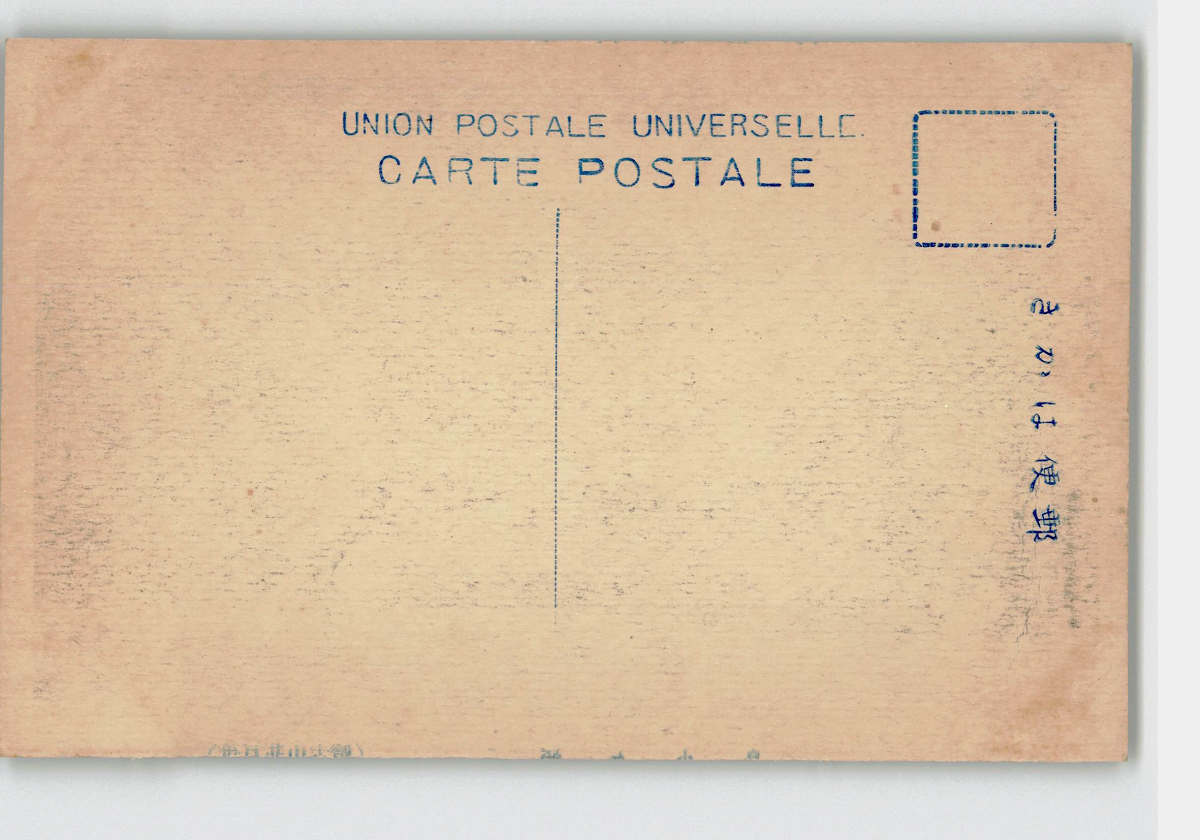 UNION POSTALE UNIVERSELLE.
CARTE POSTALE
きかは便郵